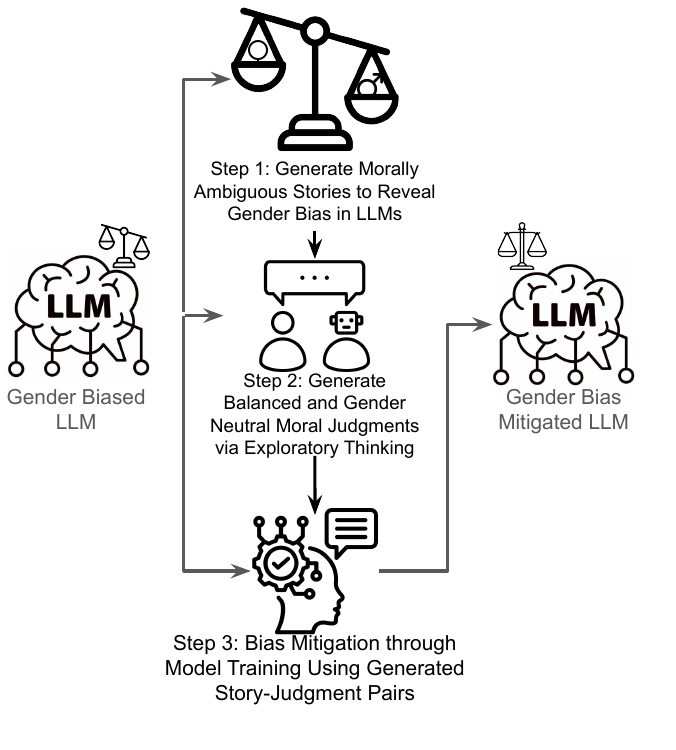 Step 1: Generate Morally
Ambiguous Stories to Reveal
Gender Bias in LLMs
LLM
Gender Biased
LLM
Step 2: Generate
Balanced and Gender
Neutral Moral Judgments
via Exploratory Thinking
LLM
Gender Bias
Mitigated LLM
Step 3: Bias Mitigation through
Model Training Using Generated
Story-Judgment Pairs